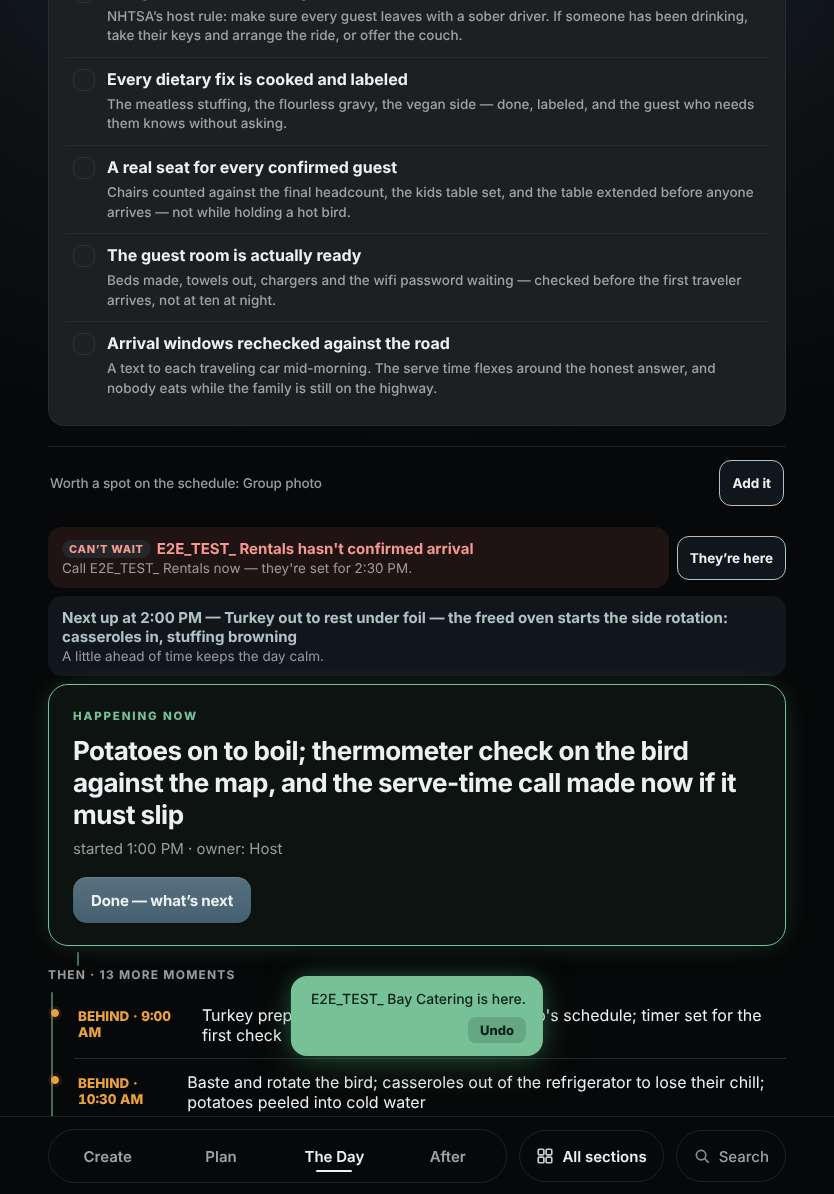 NHTSA's host rule: make sure every guest leaves with a sober driver. If someone has been drinking,
take their keys and arrange the ride, or offer the couch.
Every dietary fix is cooked and labeled
The meatless stuffing, the flourless gravy, the vegan side — done, labeled, and the guest who needs
them knows without asking.
A real seat for every confirmed guest
Chairs counted against the final headcount, the kids table set, and the table extended before anyone
arrives — not while holding a hot bird.
The guest room is actually ready
Beds made, towels out, chargers and the wifi password waiting — checked before the first traveler
arrives, not at ten at night.
Arrival windows rechecked against the road
A text to each traveling car mid-morning. The serve time flexes around the honest answer, and
nobody eats while the family is still on the highway.
Worth a spot on the schedule: Group photo
Add it
CAN'T WAIT E2E_TEST_ Rentals hasn't confirmed arrival
Call E2E_TEST_ Rentals now — they're set for 2:30 PM.
They’re here
Next up at 2:00 PM — Turkey out to rest under foil — the freed oven starts the side rotation:
casseroles in, stuffing browning
A little ahead of time keeps the day calm.
HAPPENING NOW
Potatoes on to boil; thermometer check on the bird
against the map, and the serve-time call made now if it
must slip
started 1:00 PM · owner: Host
Done — what’s next
THEN · 13 MORE MOMENTS
E2E_TEST_ Bay Catering is here.
Undo
BEHIND · 9:00
AM
Turkey prep 's schedule; timer set for the
first check
BEHIND ·
10:30 AM
Baste and rotate the bird; casseroles out of the refrigerator to lose their chill;
potatoes peeled into cold water
Create
Plan
The Day
After
All sections
Search